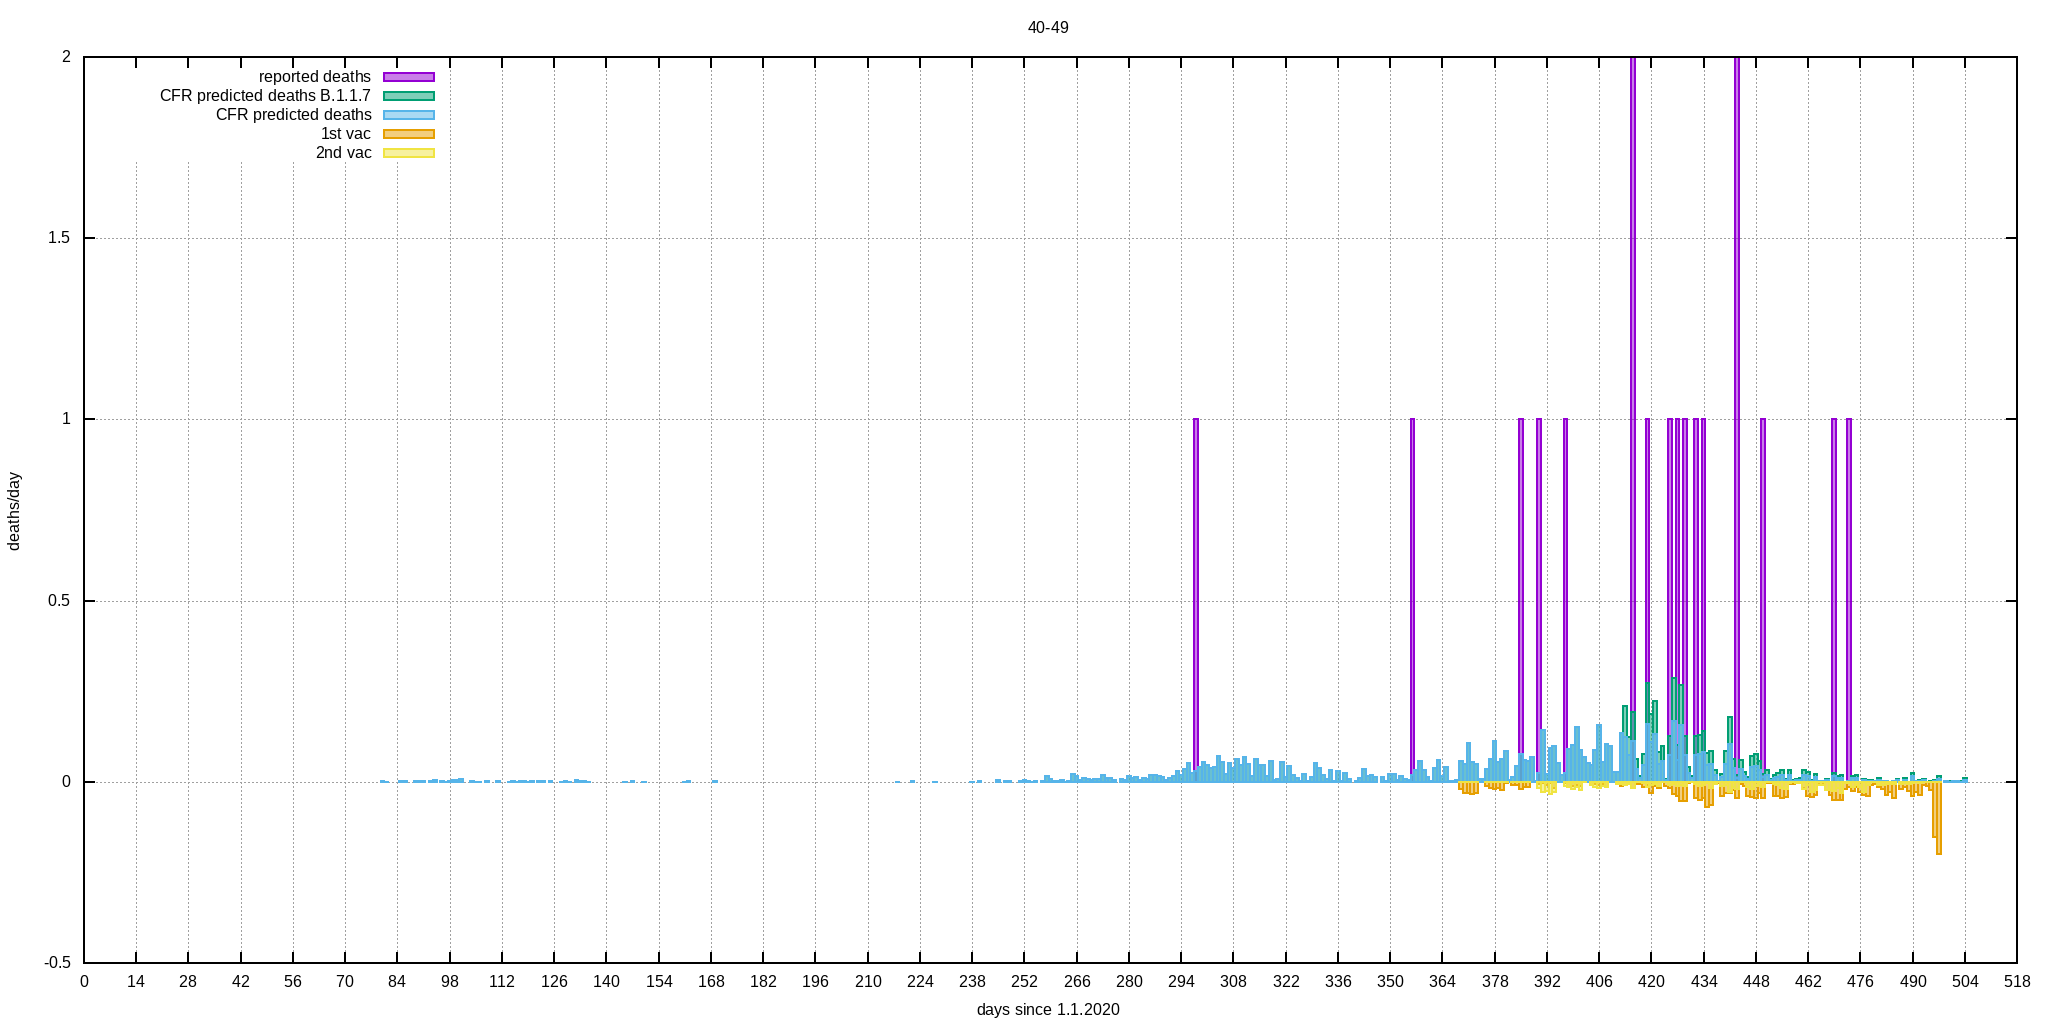 40-49
reported deaths
CFR predicted deaths B.1.1.7
CFR predicted deaths
1st vac
2nd vac
2
1.5
1
0.5
0
-0.5
deaths/day
0 14 28 42 56 70 84 98 112 126 140 154 168 182 196 210 224 238 252 266 280 294 308 322 336 350 364 378 392 406 420 434 448 462 476 490 504 518
days since 1.1.2020